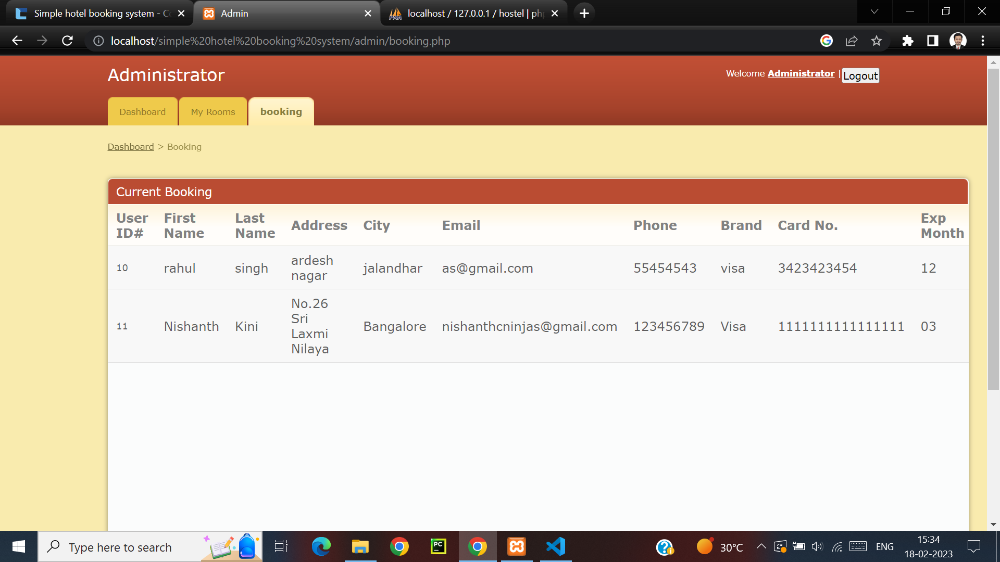 Simple hotel booking system - Co
Admin
localhost / 127.0.0.1 / hostel | php
localhost/simple%20hotel%20booking%20system/admin/booking.php
Administrator
Welcome Administrator | Logout
Dashboard My Rooms booking
Dashboard > Booking
Current Booking
User ID# First Name Last Name Address City Email Phone Brand Card No. Exp Month
10 rahul singh ardesh nagar jalandhar as@gmail.com 55454543 visa 3423423454 12
11 Nishanth Kini No.26 Sri Laxmi Nilaya Bangalore nishanthcninjas@gmail.com 123456789 Visa 1111111111111111 03
Type here to search
PC
30°C
ENG
15:34
18-02-2023